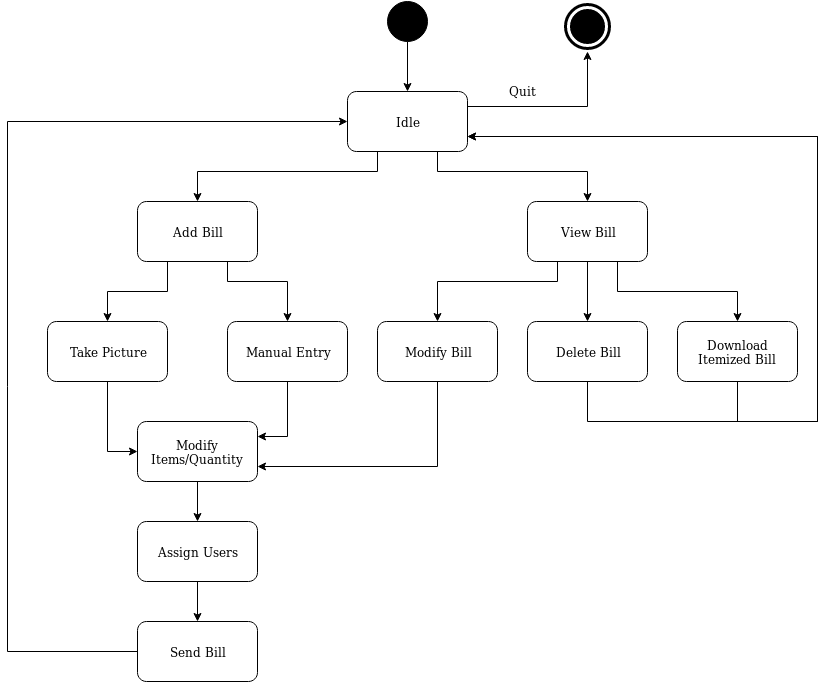 Quit
Idle
Add Bill
View Bill
Take Picture
Manual Entry
Modify Bill
Delete Bill
Download
Itemized Bill
Modify
Items/Quantity
Assign Users
Send Bill